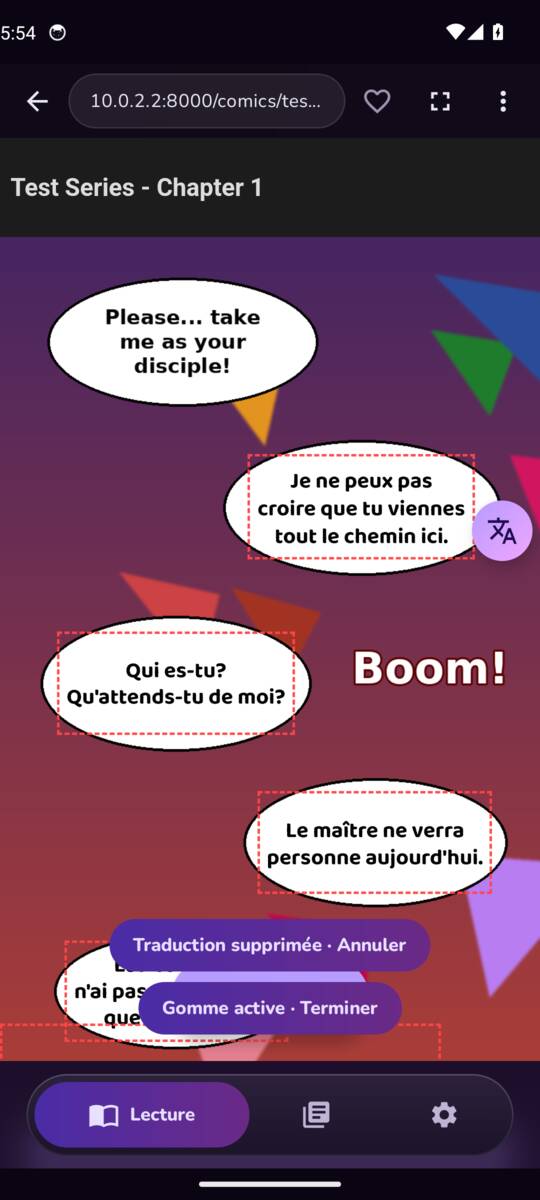 5:54
10.0.2.2:8000/comics/tes...
Test Series - Chapter 1
Please... take
me as your
disciple!
Je ne peux pas
croire que tu viennes
tout le chemin ici.
Qui es-tu?
Qu'attends-tu de moi?
Boom!
Le maître ne verra
personne aujourd'hui.
Traduction supprimée · Annuler
n'ai pas
que
Gomme active · Terminer
Lecture